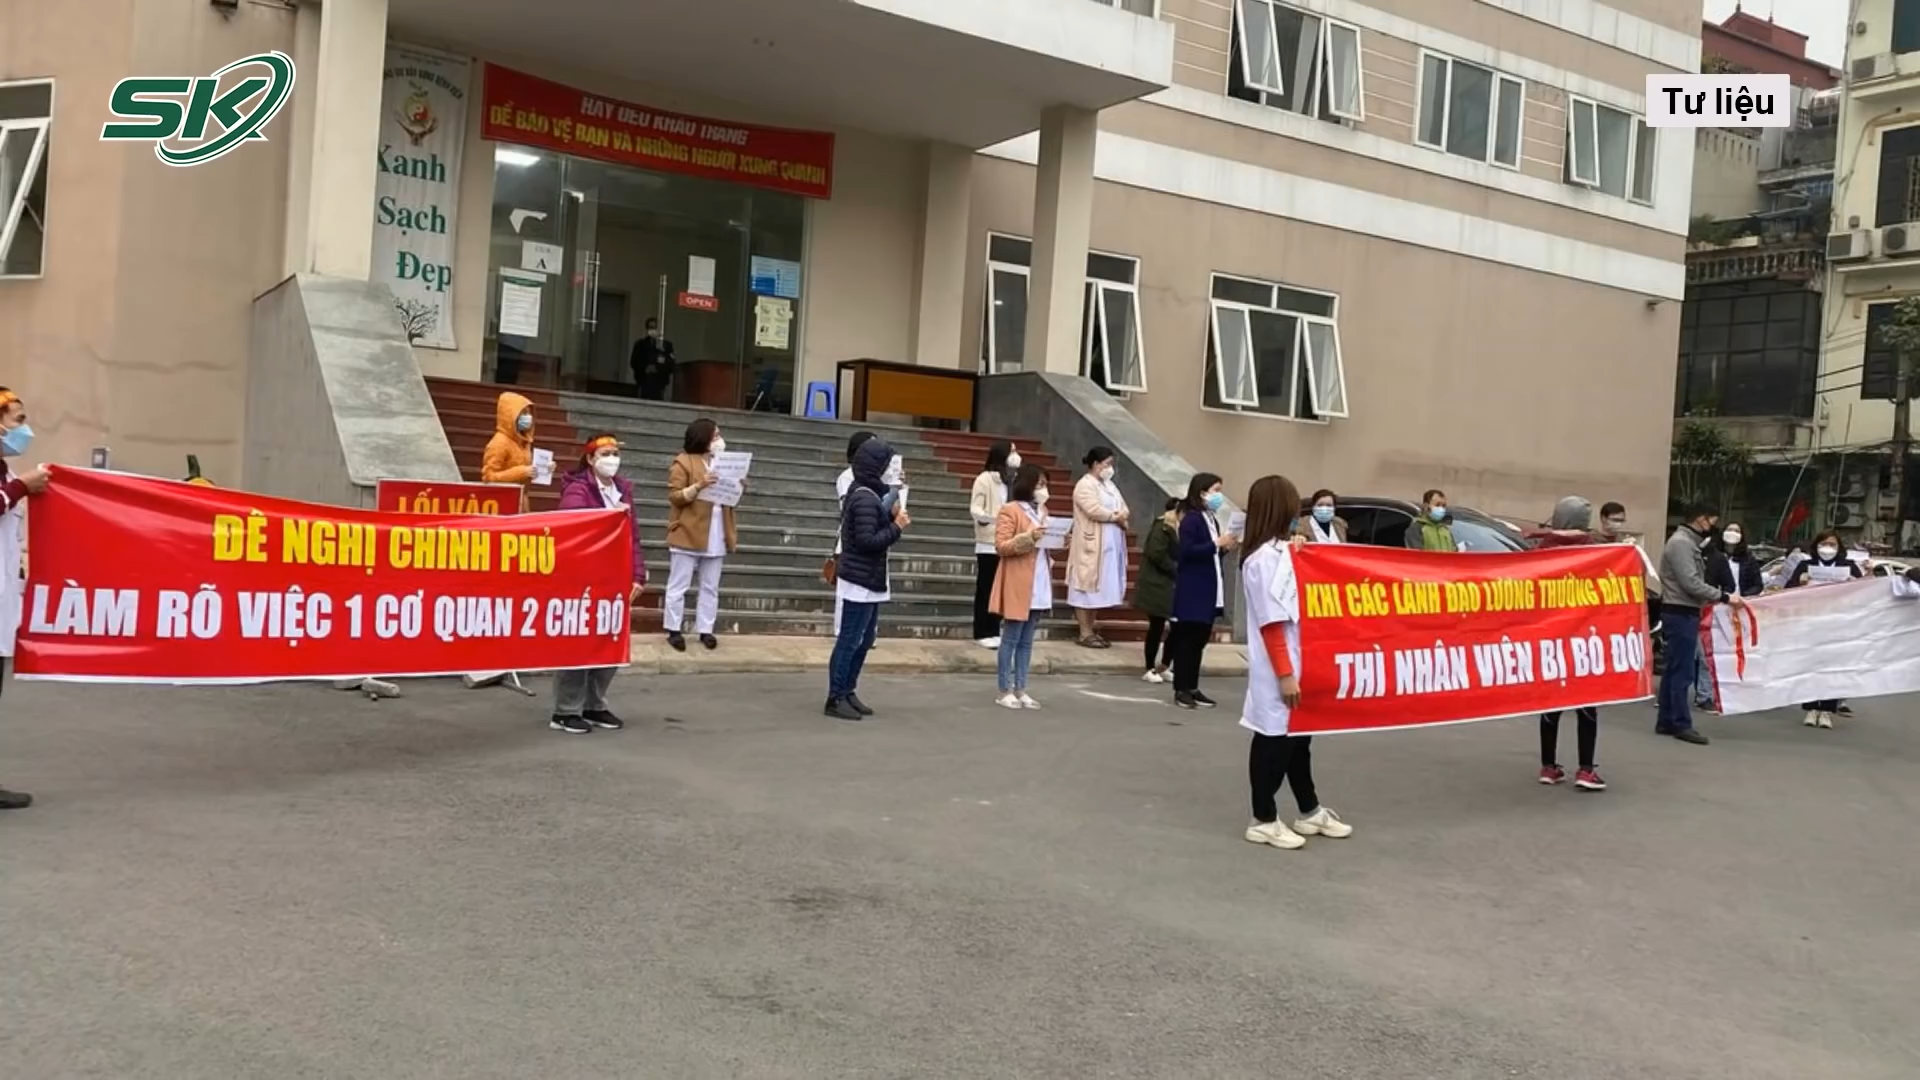 SK
Tư liệu
HÃY ĐEO KHẨU TRANG
ĐỂ BẢO VỆ BẠN VÀ NHỮNG NGƯỜI XUNG QUANH
Xanh
Sạch
Đẹp
A
OPEN
LỐI VÀO
ĐỀ NGHỊ CHÍNH PHỦ
LÀM RÕ VIỆC 1 CƠ QUAN 2 CHẾ ĐỘ
KHI CÁC LÃNH ĐẠO LƯƠNG THƯỞNG ĐẦY
THÌ NHÂN VIÊN BỊ BỎ ĐÓI